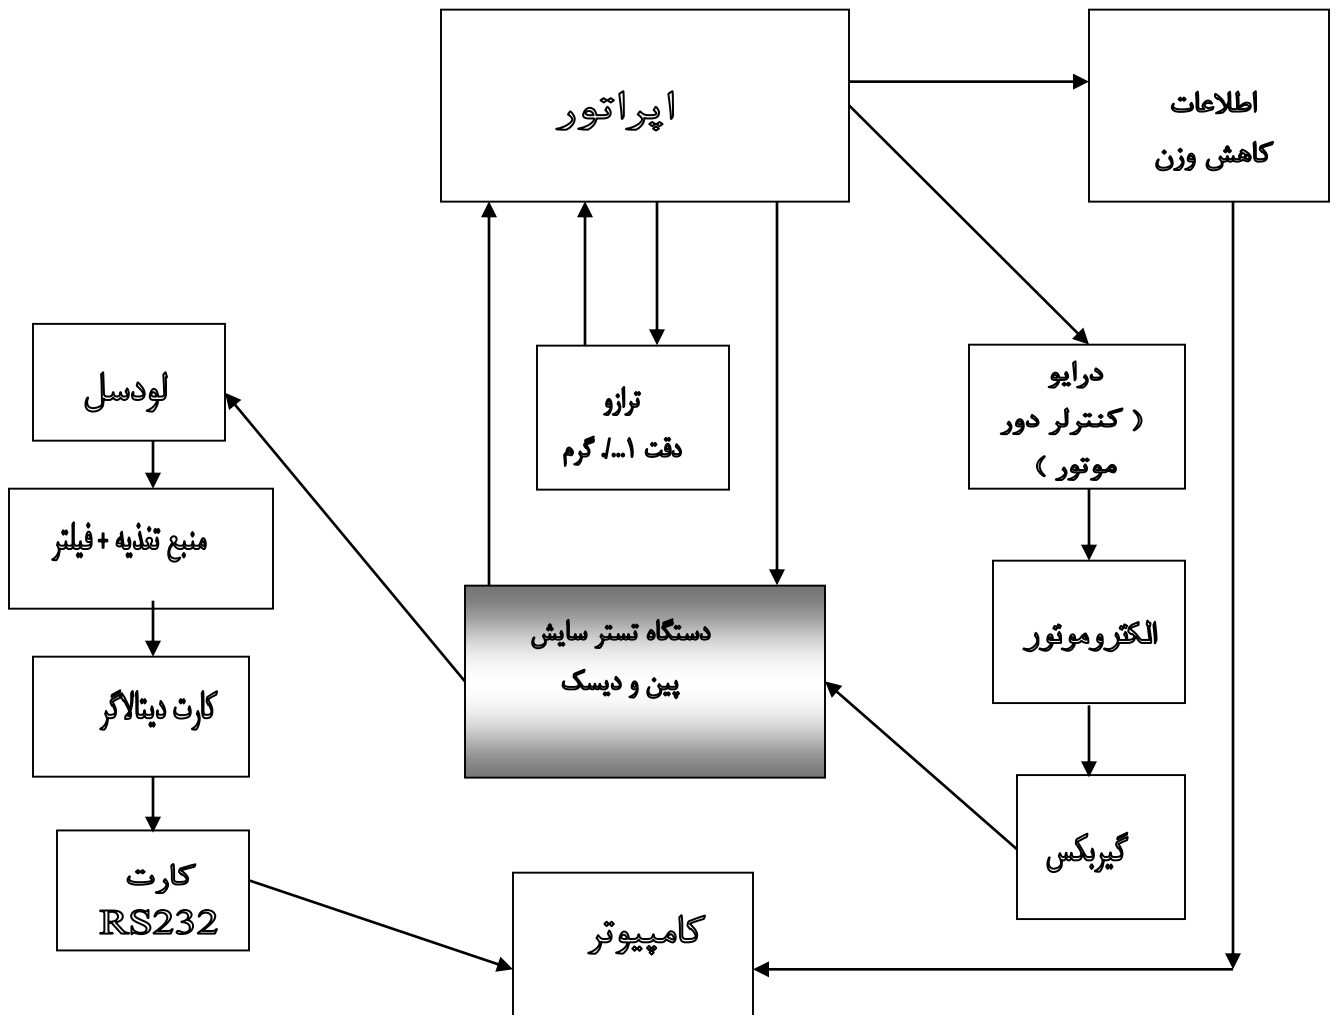 اپراتور
اطلاعات
کاهش وزن
لودسل
ترازو
دقت ۱.../. گرم
درایو
( کنترلر دور
موتور )
منبع تغذیه + فیلتر
الکتروموتور
دستگاه تستر سایش
پین و دیسک
کارت دیتالاگر
گیربکس
کارت
RS232
کامپیوتر